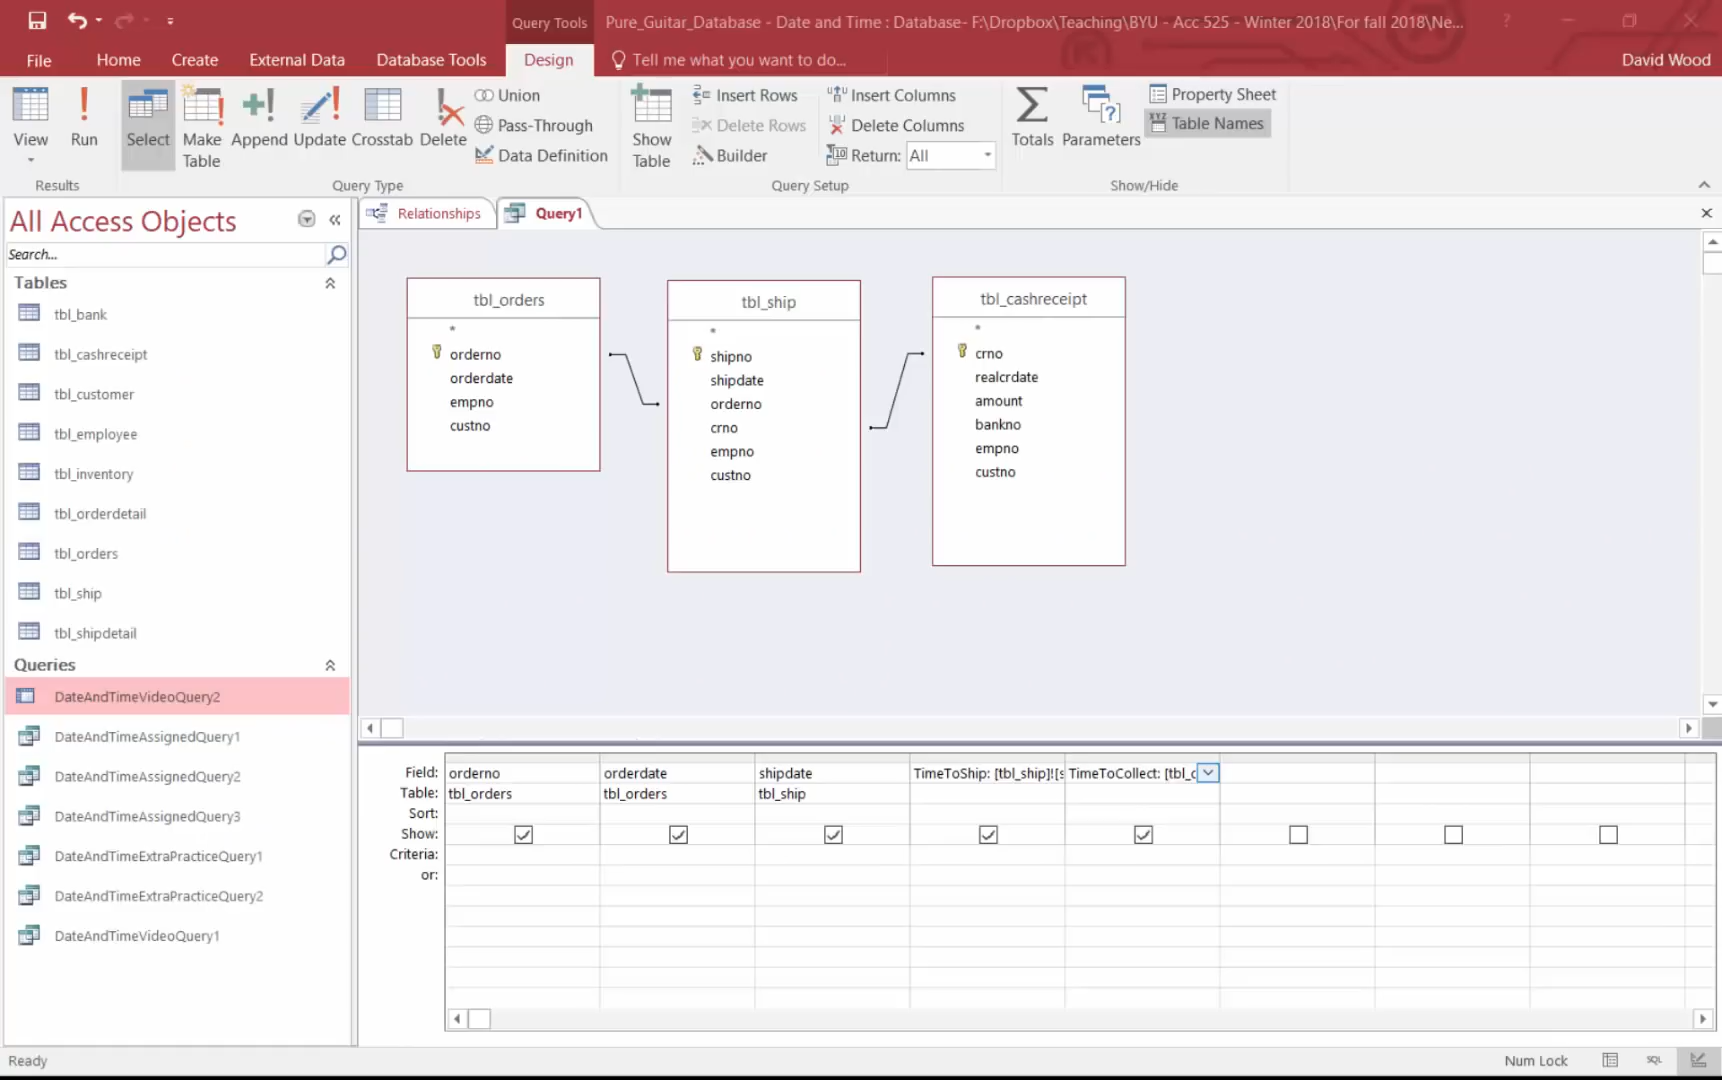 Query Tools
Pure_Guitar_Database - Date and Time : Database- F:\Dropbox\Teaching\BYU - Acc 525 - Winter 2018\For fall 2018\Ne...
?
File
Home
Create
External Data
Database Tools
Design
Tell me what you want to do...
David Wood
View
Run
Select
Make Table
Append
Update
Crosstab
Delete
Union
Pass-Through
Data Definition
Show Table
Insert Rows
Delete Rows
Builder
Insert Columns
Delete Columns
Return: All
Totals
Parameters
Property Sheet
Table Names
Results
Query Type
Query Setup
Show/Hide
All Access Objects
Search...
Tables
tbl_bank
tbl_cashreceipt
tbl_customer
tbl_employee
tbl_inventory
tbl_orderdetail
tbl_orders
tbl_ship
tbl_shipdetail
Queries
DateAndTimeVideoQuery2
DateAndTimeAssignedQuery1
DateAndTimeAssignedQuery2
DateAndTimeAssignedQuery3
DateAndTimeExtraPracticeQuery1
DateAndTimeExtraPracticeQuery2
DateAndTimeVideoQuery1
Relationships
Query1
tbl_orders
*
orderno
orderdate
empno
custno
tbl_ship
*
shipno
shipdate
orderno
crno
empno
custno
tbl_cashreceipt
*
crno
realcrdate
amount
bankno
empno
custno
Field: orderno orderdate shipdate TimeToShip: [tbl_ship]![s TimeToCollect: [tbl_c
Table: tbl_orders tbl_orders tbl_ship
Sort:
Show:
Criteria:
or:
Ready
Num Lock
SQL